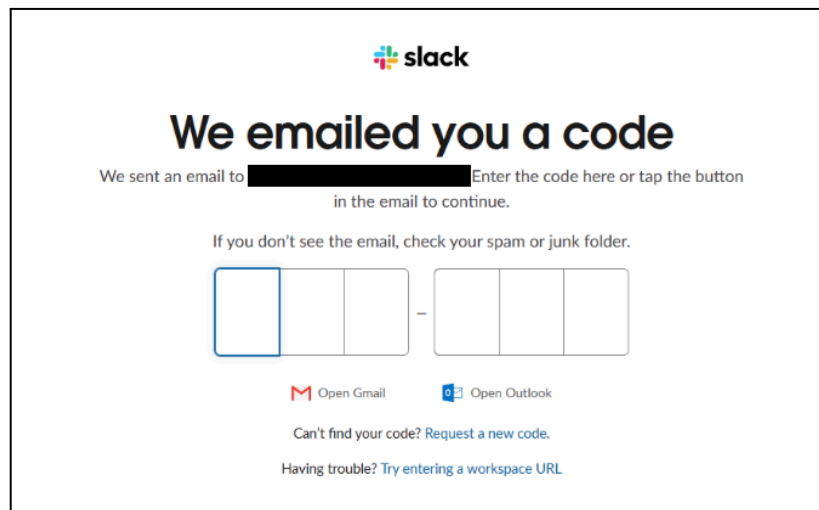 slack
We emailed you a code
We sent an email to Enter the code here or tap the button
in the email to continue.
If you don’t see the email, check your spam or junk folder.
–
Open Gmail Open Outlook
Can’t find your code? Request a new code.
Having trouble? Try entering a workspace URL